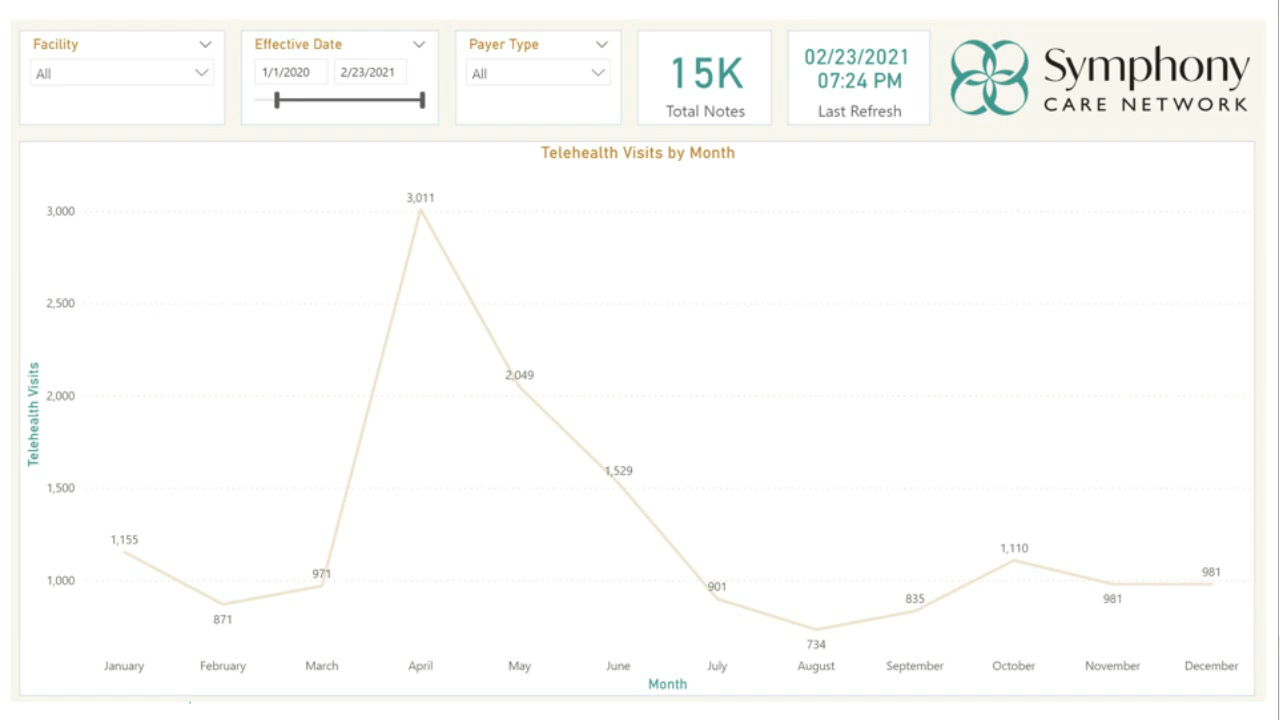 Facility
All
Effective Date
1/1/2020 2/23/2021
Payer Type
All
15K
Total Notes
02/23/2021
07:24 PM
Last Refresh
Symphony
CARE NETWORK
Telehealth Visits by Month
Telehealth Visits
3,000
2,500
2,000
1,500
1,000
1,155
871
971
3,011
2,049
1,529
901
734
835
1,110
981
981
January February March April May June July August September October November December
Month